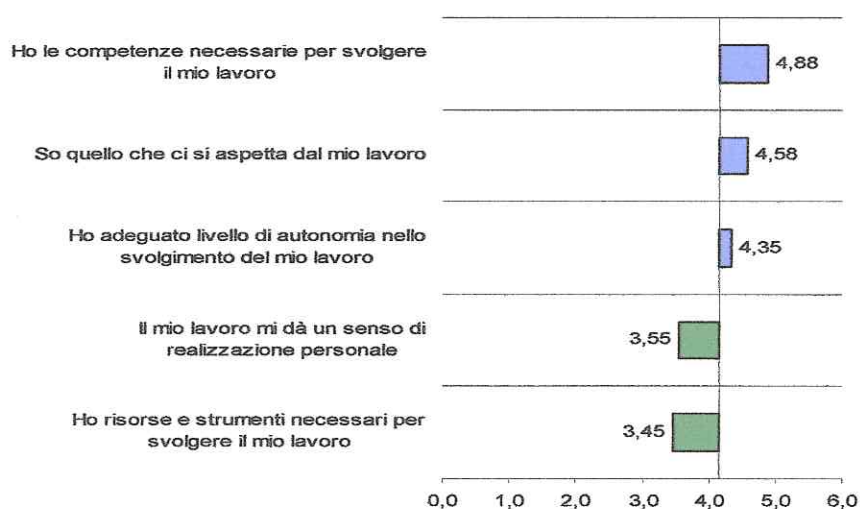 Ho le competenze necessarie per svolgere
il mio lavoro
4,88
So quello che ci si aspetta dal mio lavoro
4,58
Ho adeguato livello di autonomia nello
svolgimento del mio lavoro
4,35
Il mio lavoro mi dà un senso di
realizzazione personale
3,55
Ho risorse e strumenti necessari per
svolgere il mio lavoro
3,45
0,0 1,0 2,0 3,0 4,0 5,0 6,0